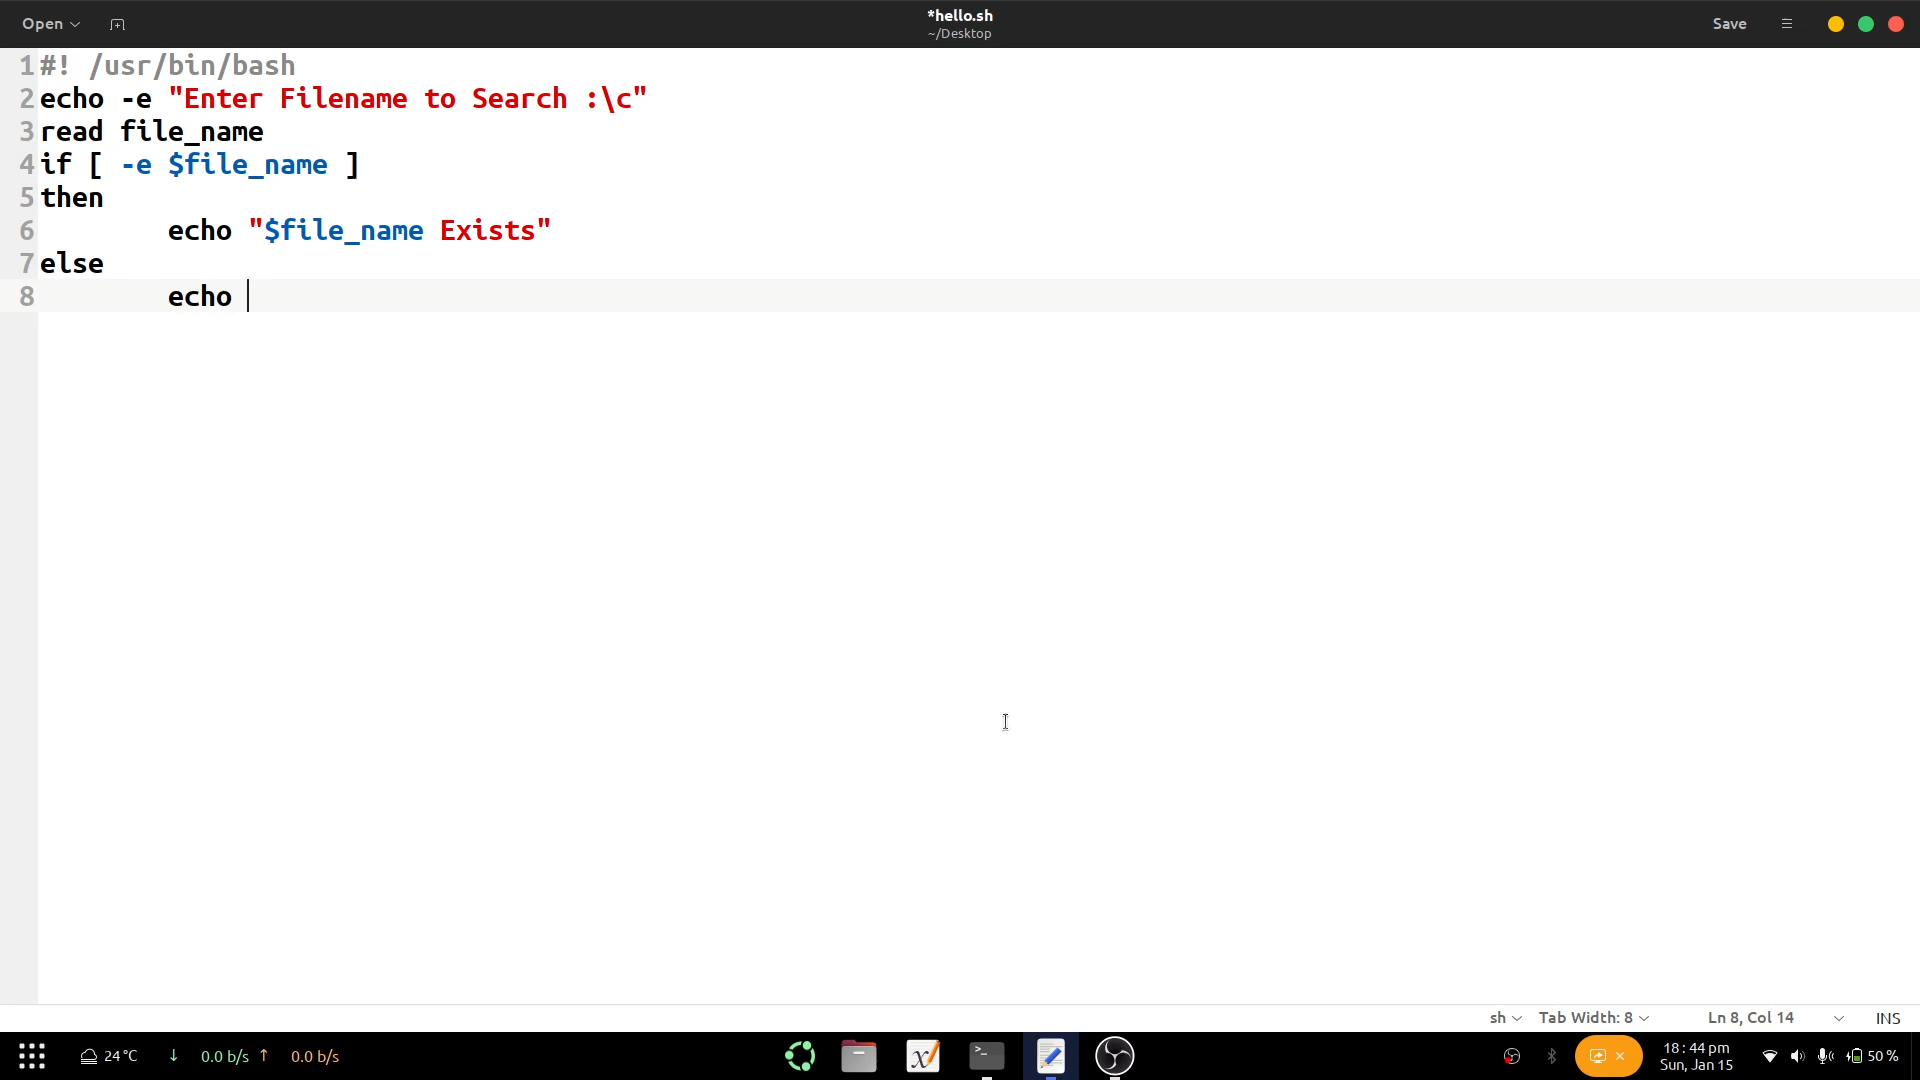 Open
*hello.sh
~/Desktop
Save
1 #! /usr/bin/bash
2 echo -e "Enter Filename to Search :\c"
3 read file_name
4 if [ -e $file_name ]
5 then
6 echo "$file_name Exists"
7 else
8 echo
sh Tab Width: 8 Ln 8, Col 14 INS
24°C ↓ 0.0 b/s ↑ 0.0 b/s
18:44 pm
Sun, Jan 15
50 %